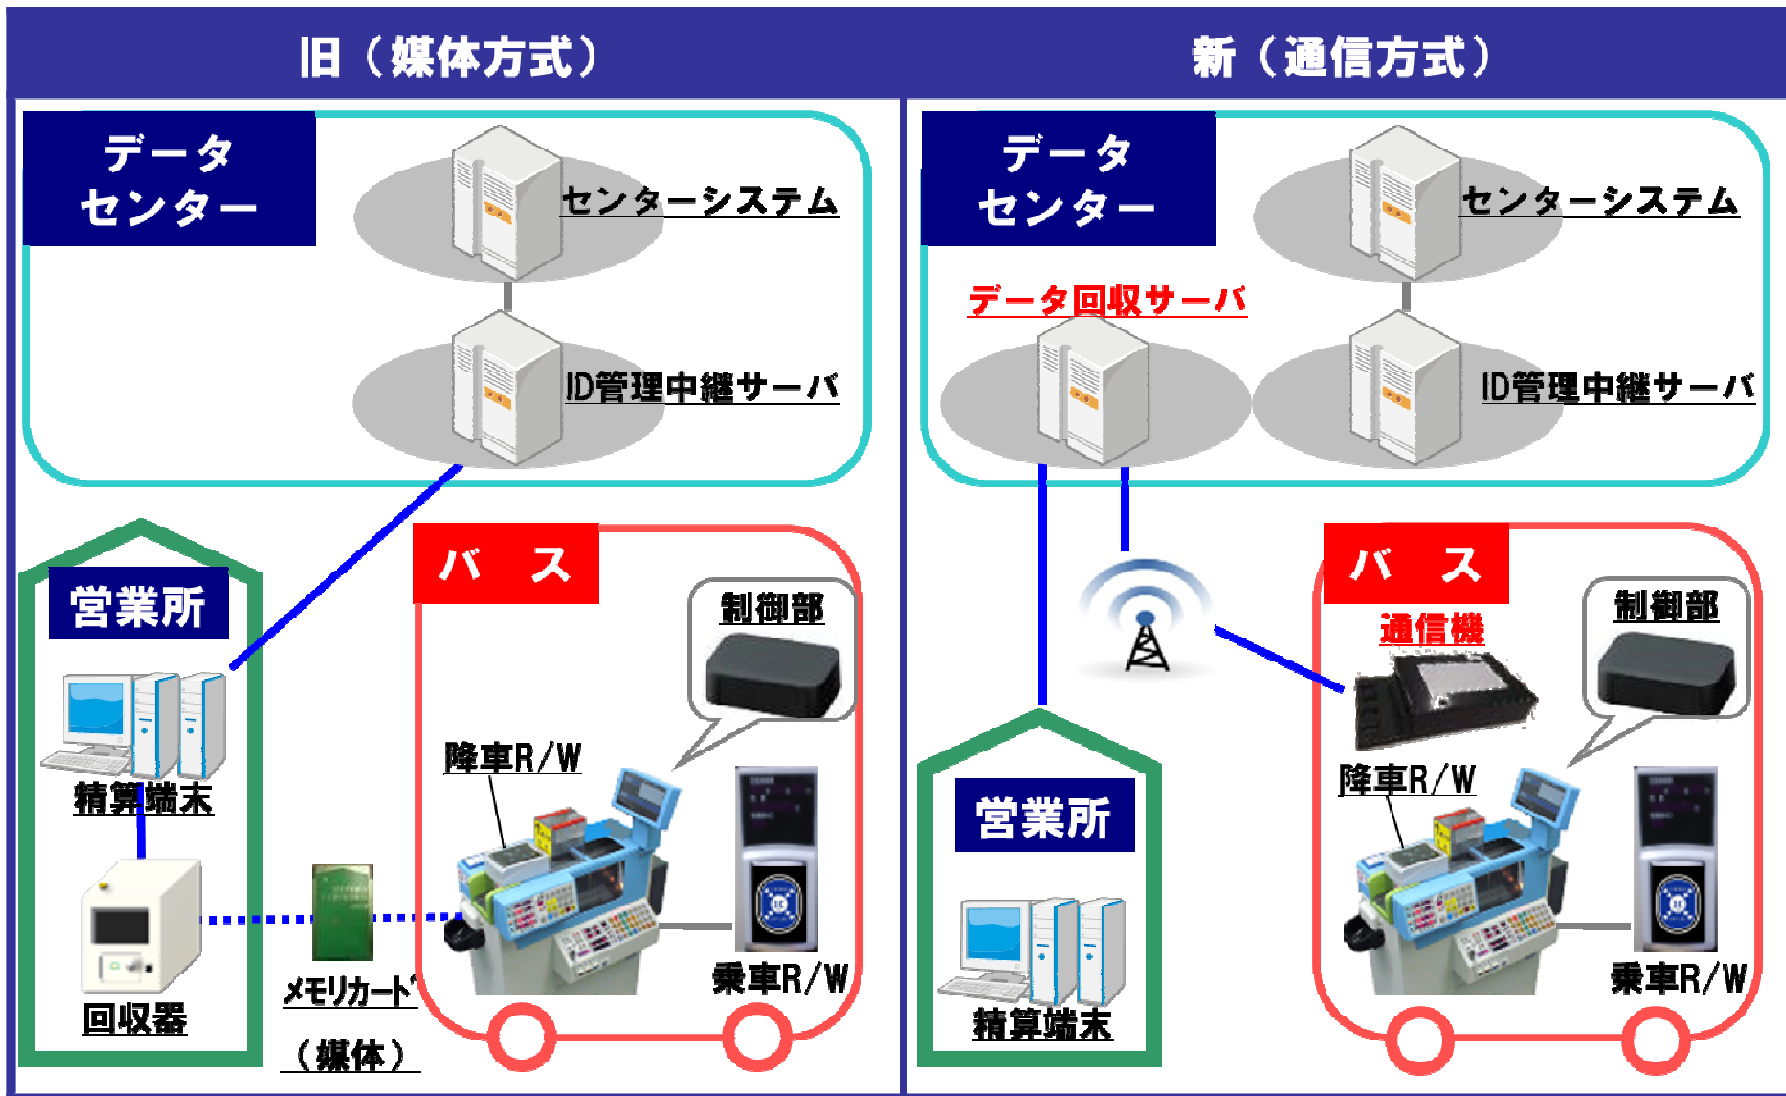 旧（媒体方式）
データ
センター
センターシステム
ID管理中継サーバ
営業所
精算端末
回収器
メモリカード
（媒体）
バス
制御部
降車R/W
乗車R/W
新（通信方式）
データ
センター
センターシステム
データ回収サーバ
ID管理中継サーバ
営業所
精算端末
バス
通信機
制御部
降車R/W
乗車R/W